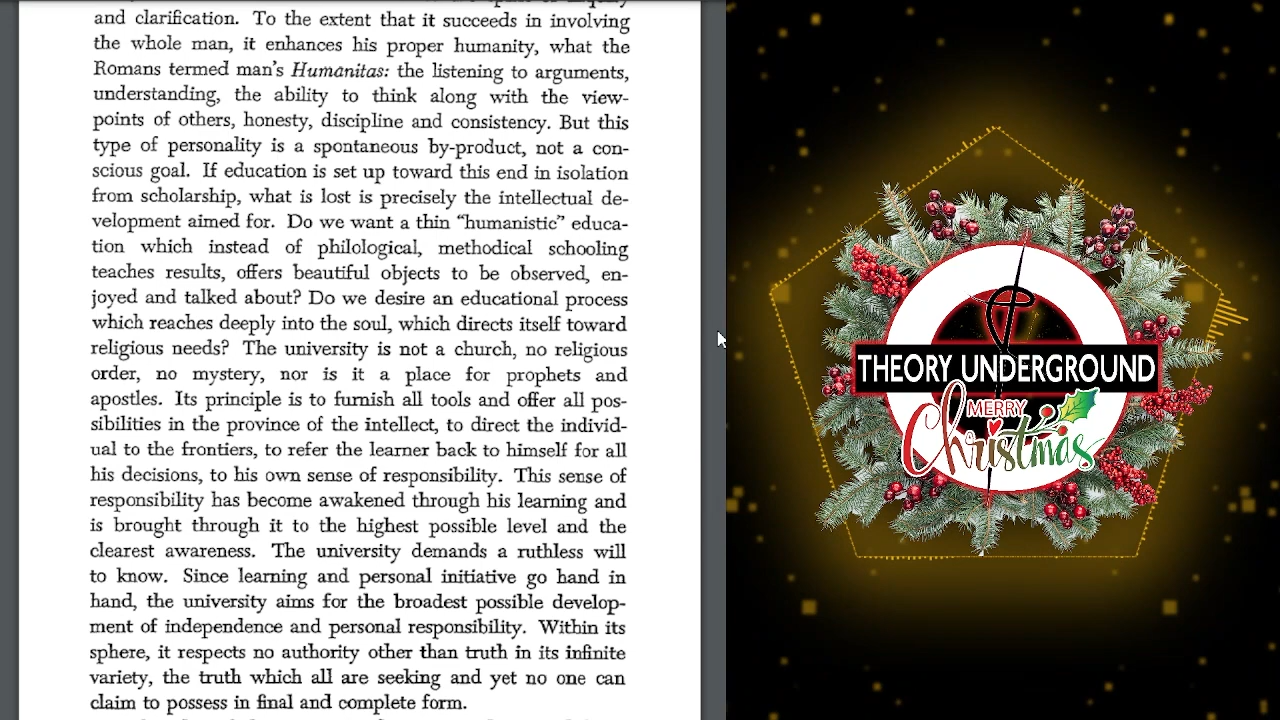 and clarification. To the extent that it succeeds in involving
the whole man, it enhances his proper humanity, what the
Romans termed man's Humanitas: the listening to arguments,
understanding, the ability to think along with the view-
points of others, honesty, discipline and consistency. But this
type of personality is a spontaneous by-product, not a con-
scious goal. If education is set up toward this end in isolation
from scholarship, what is lost is precisely the intellectual de-
velopment aimed for. Do we want a thin "humanistic" educa-
tion which instead of philological, methodical schooling
teaches results, offers beautiful objects to be observed, en-
joyed and talked about? Do we desire an educational process
which reaches deeply into the soul, which directs itself toward
religious needs? The university is not a church, no religious
order, no mystery, nor is it a place for prophets and
apostles. Its principle is to furnish all tools and offer all pos-
sibilities in the province of the intellect, to direct the individ-
ual to the frontiers, to refer the learner back to himself for all
his decisions, to his own sense of responsibility. This sense of
responsibility has become awakened through his learning and
is brought through it to the highest possible level and the
clearest awareness. The university demands a ruthless will
to know. Since learning and personal initiative go hand in
hand, the university aims for the broadest possible develop-
ment of independence and personal responsibility. Within its
sphere, it respects no authority other than truth in its infinite
variety, the truth which all are seeking and yet no one can
claim to possess in final and complete form.
THEORY UNDERGROUND
MERRY
Christmas